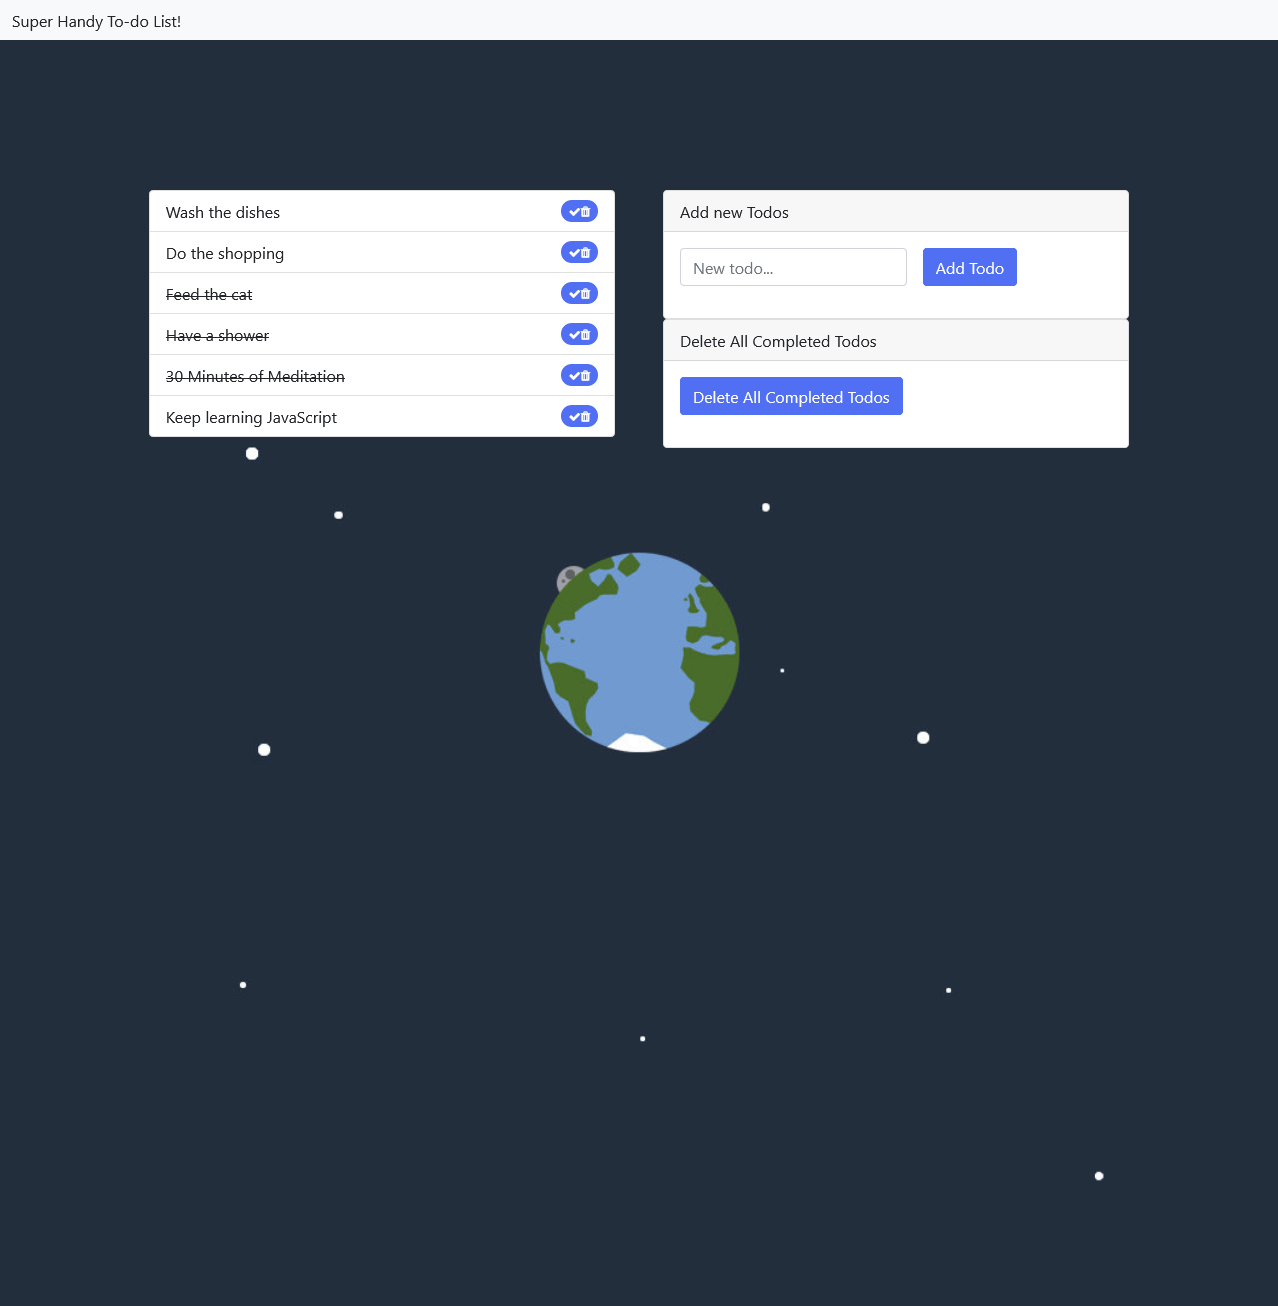 Super Handy To-do List!
Wash the dishes
Do the shopping
Feed the cat
Have a shower
30 Minutes of Meditation
Keep learning JavaScript
Add new Todos
New todo...
Add Todo
Delete All Completed Todos
Delete All Completed Todos